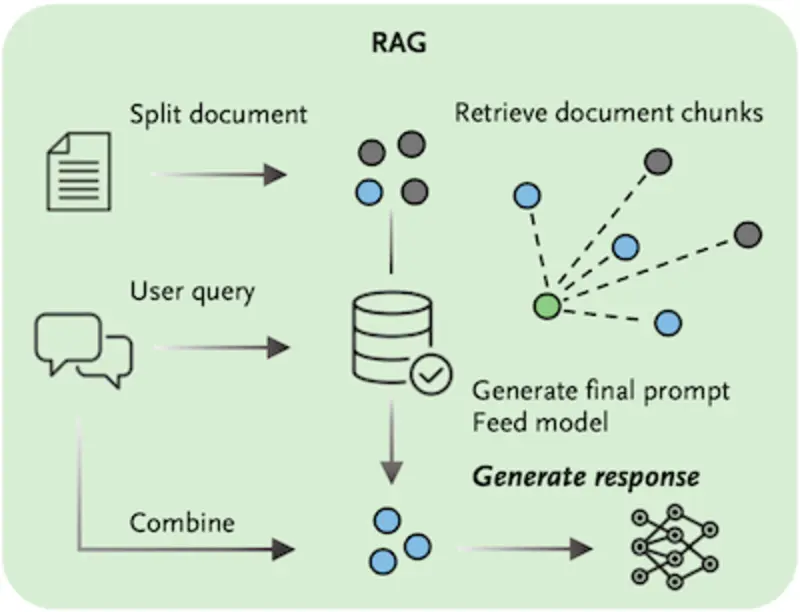 RAG
Split document
Retrieve document chunks
User query
Generate final prompt
Feed model
Generate response
Combine